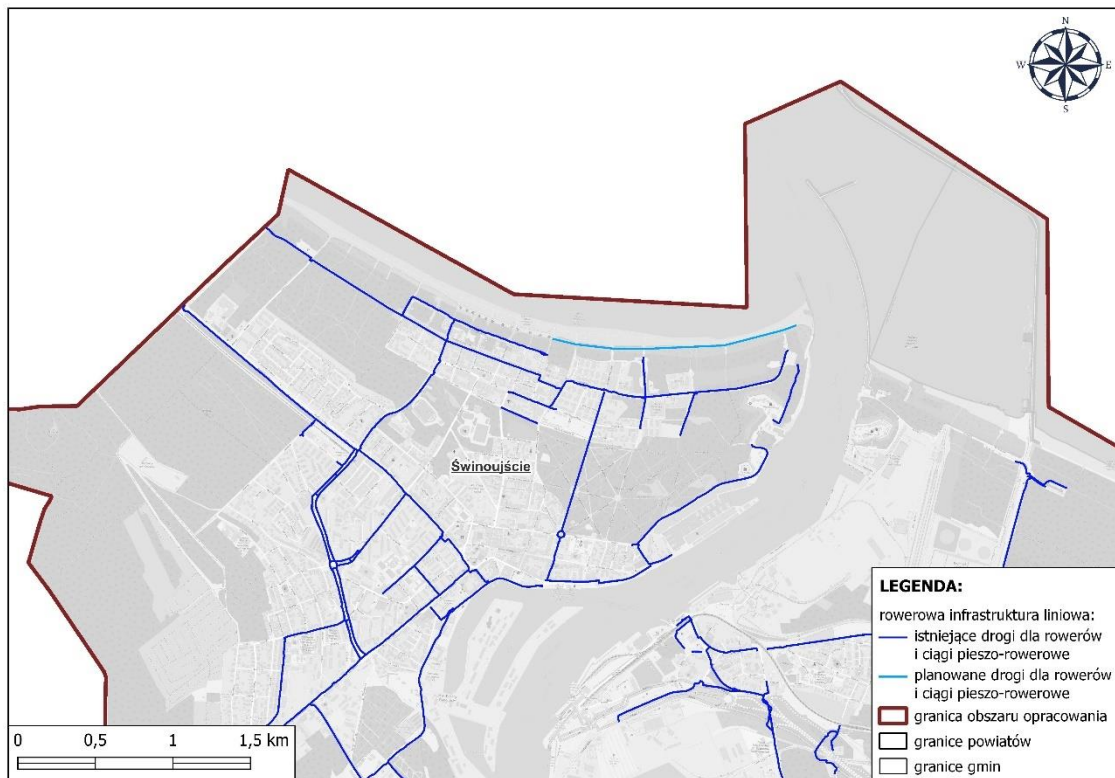 N
W
E
S
Świnoujście
LEGENDA:
rowerowa infrastruktura liniowa:
istniejące drogi dla rowerów
i ciągi pieszo-rowerowe
planowane drogi dla rowerów
i ciągi pieszo-rowerowe
granica obszaru opracowania
granice powiatów
granice gmin
0 0,5 1 1,5 km